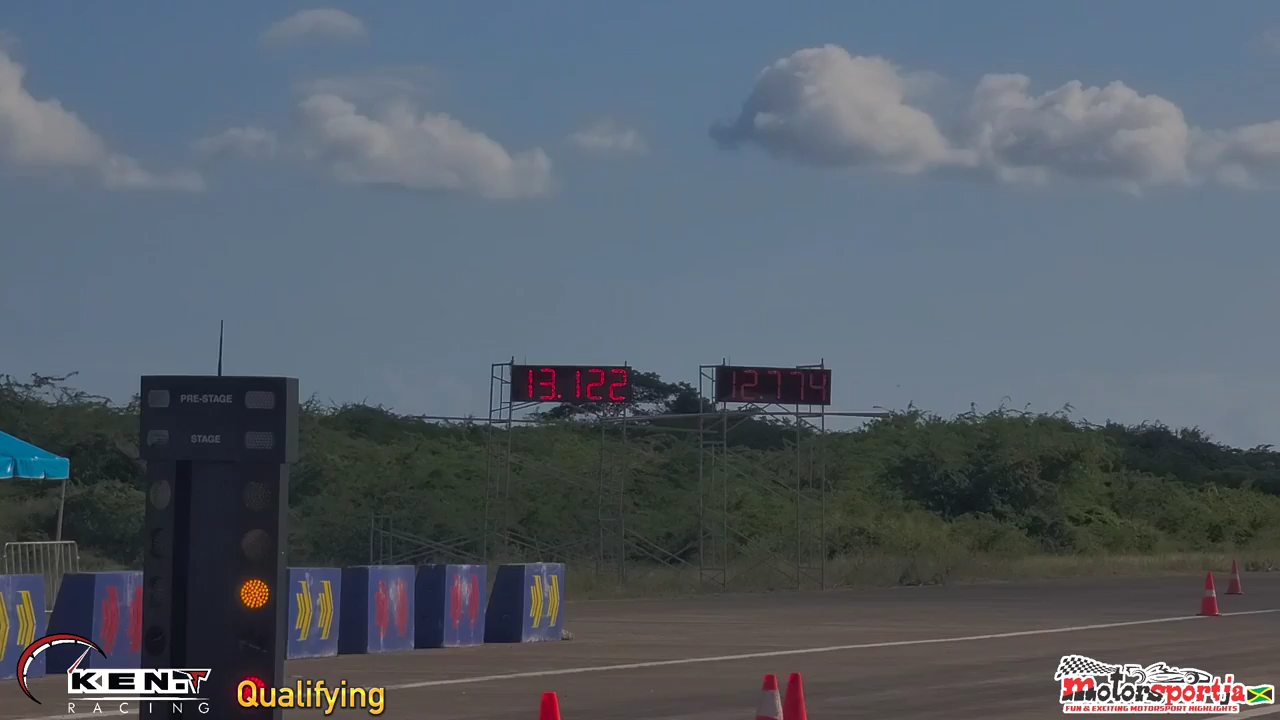 13.122
12.774
PRE-STAGE
STAGE
KENT
RACING
Qualifying
motorsportja
FUN & EXCITING MOTORSPORT HIGHLIGHTS